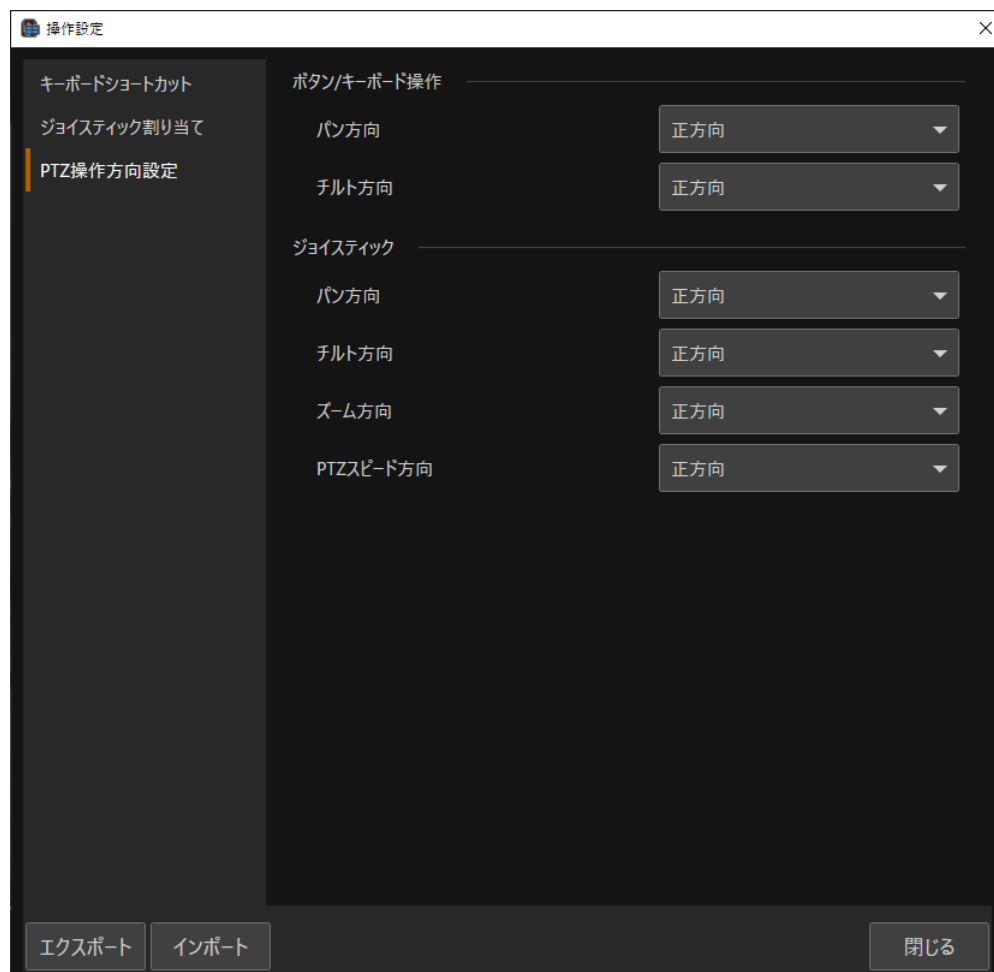 操作設定
キーボードショートカット
ジョイスティック割り当て
PTZ操作方向設定
ボタン/キーボード操作
パン方向 正方向
チルト方向 正方向
ジョイスティック
パン方向 正方向
チルト方向 正方向
ズーム方向 正方向
PTZスピード方向 正方向
エクスポート インポート 閉じる